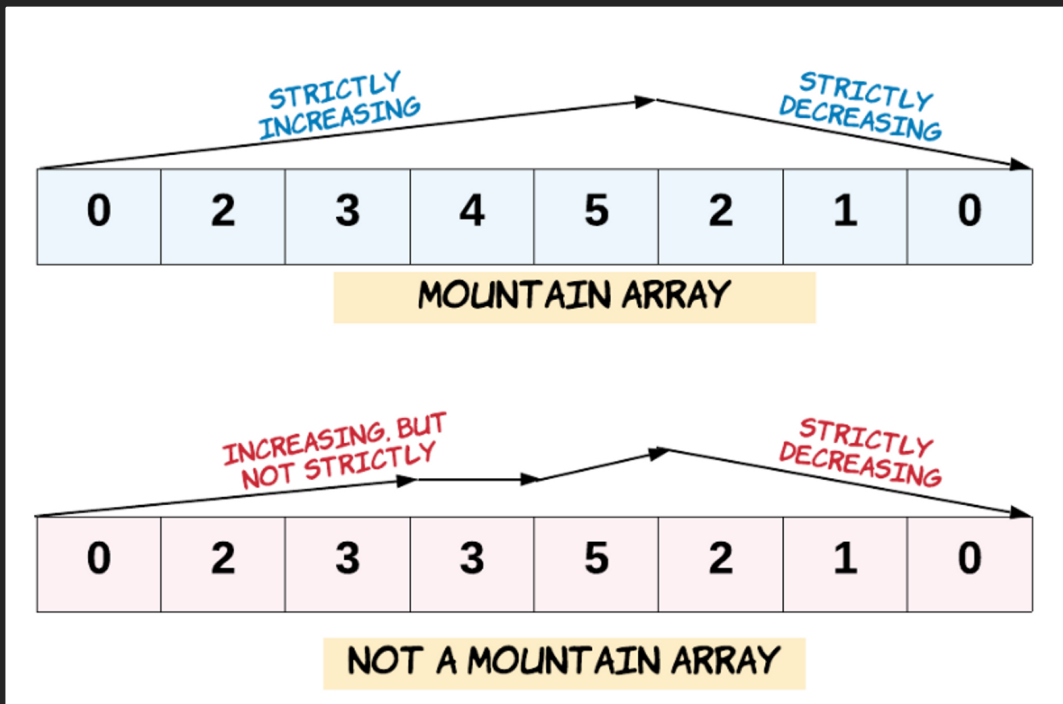 STRICTLY
INCREASING
STRICTLY
DECREASING
0 2 3 4 5 2 1 0
MOUNTAIN ARRAY
INCREASING. BUT
NOT STRICTLY
STRICTLY
DECREASING
0 2 3 3 5 2 1 0
NOT A MOUNTAIN ARRAY